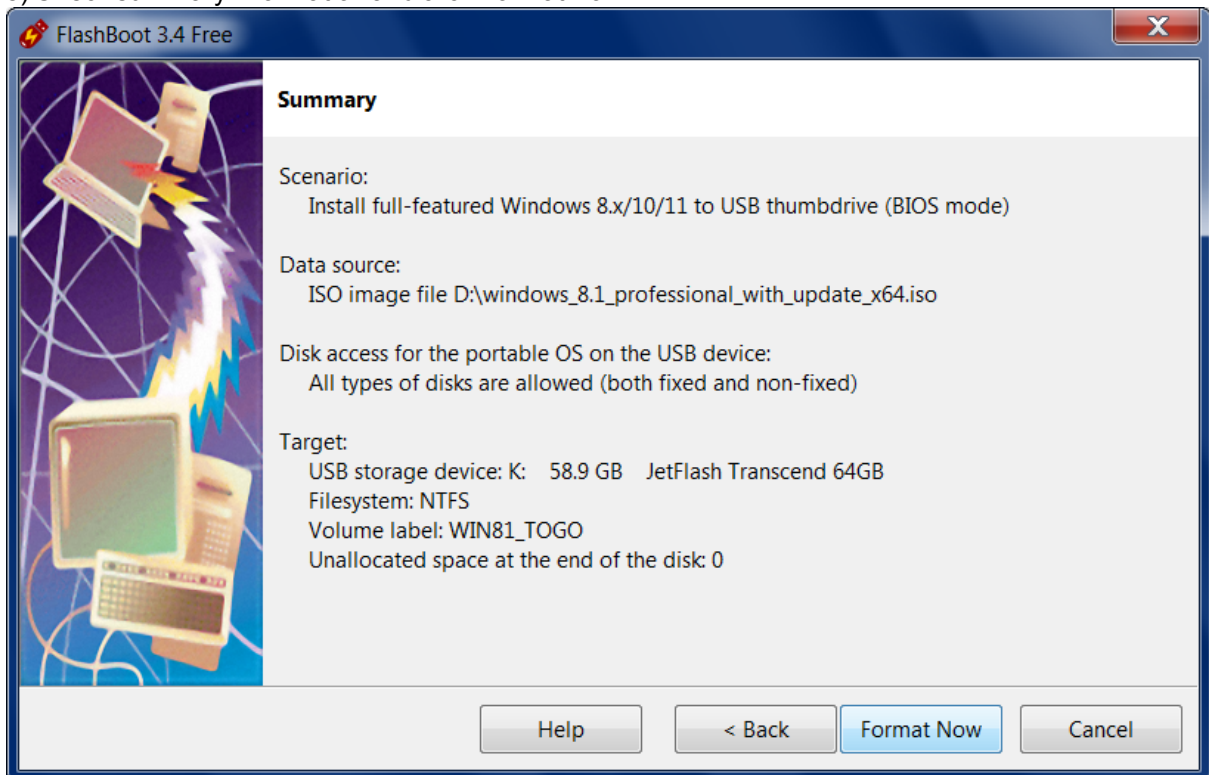 FlashBoot 3.4 Free
Summary
Scenario:
Install full-featured Windows 8.x/10/11 to USB thumbdrive (BIOS mode)
Data source:
ISO image file D:\windows_8.1_professional_with_update_x64.iso
Disk access for the portable OS on the USB device:
All types of disks are allowed (both fixed and non-fixed)
Target:
USB storage device: K: 58.9 GB JetFlash Transcend 64GB
Filesystem: NTFS
Volume label: WIN81_TOGO
Unallocated space at the end of the disk: 0
Help < Back Format Now Cancel